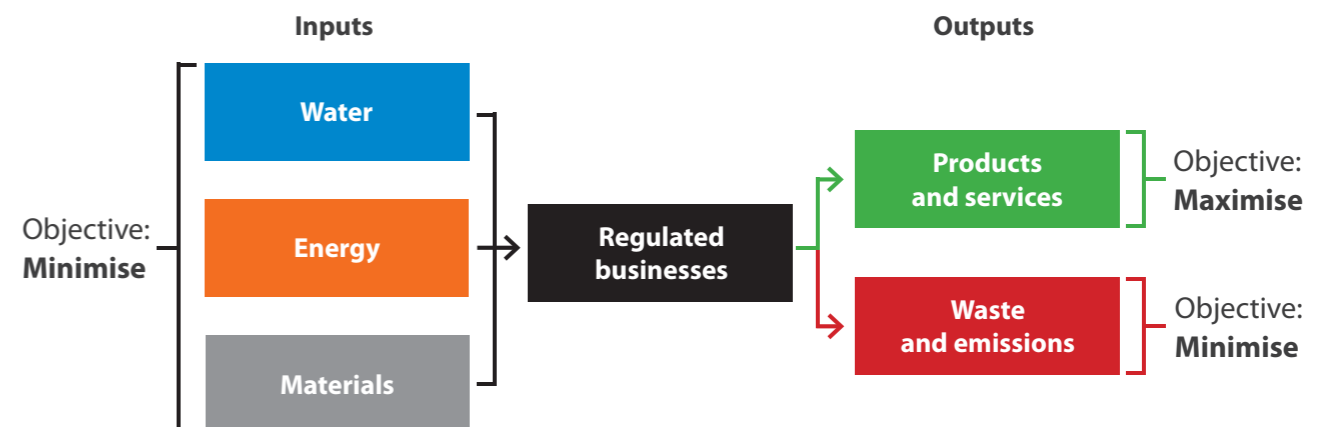 Inputs
Outputs
Water
Energy
Materials
Objective:
Minimise
Regulated
businesses
Products
and services
Objective:
Maximise
Waste
and emissions
Objective:
Minimise